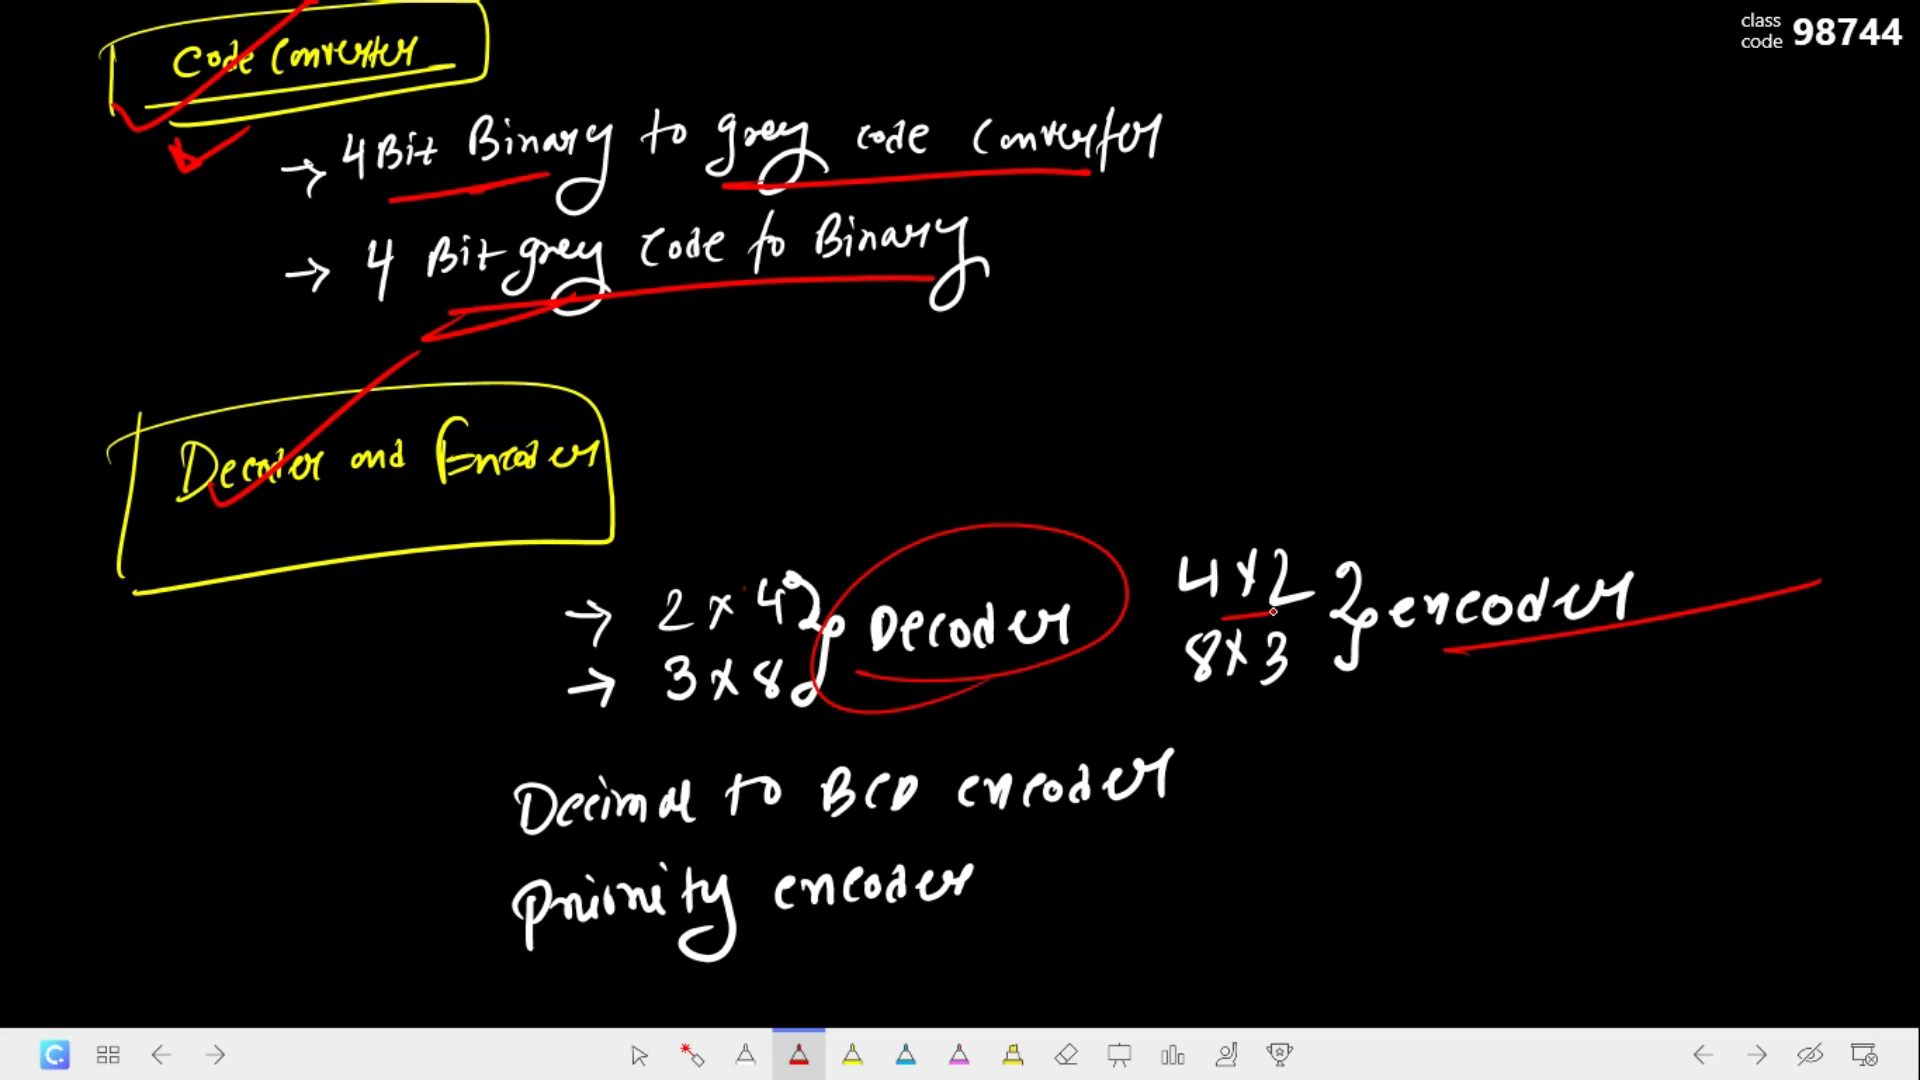 class code 98744
Code Converter
→ 4 Bit Binary to grey code Converter
→ 4 Bit grey Code to Binary
Decoder and Encoder
→ 2 x 4 } Decoder 4 x 2 } encoder
→ 3 x 8 8 x 3
Decimal to BCD encoder
Priority encoder